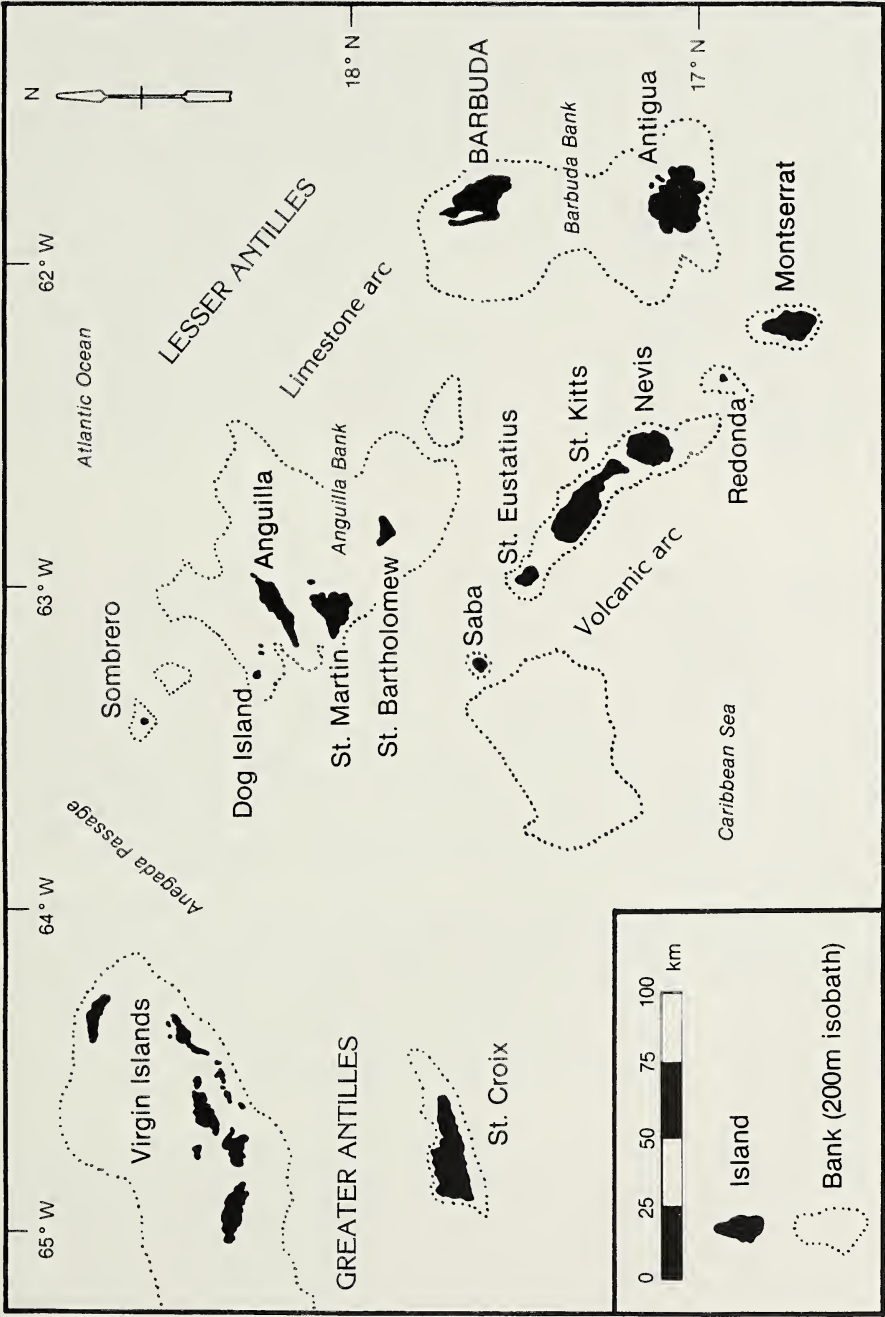 65° W
64° W
63° W
62° W
N
18° N
17° N
Atlantic Ocean
Anegada Passage
Sombrero
LESSER ANTILLES
Virgin Islands
Dog Island
Anguilla
Limestone arc
GREATER ANTILLES
St. Martin
Anguilla Bank
St. Bartholomew
BARBUDA
St. Croix
Saba
St. Eustatius
Barbuda Bank
St. Kitts
Nevis
Antigua
Volcanic arc
Redonda
Montserrat
Caribbean Sea
0 25 50 75 100
km
Island
Bank (200m isobath)